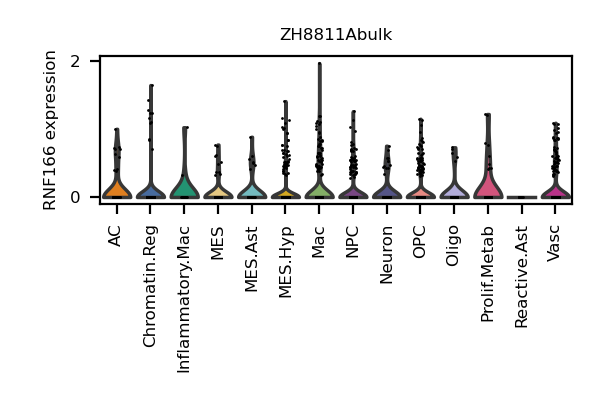 ZH8811Abulk
RNF166 expression
2
0
AC
Chromatin.Reg
Inflammatory.Mac
MES
MES.Ast
MES.Hyp
Mac
NPC
Neuron
OPC
Oligo
Prolif.Metab
Reactive.Ast
Vasc